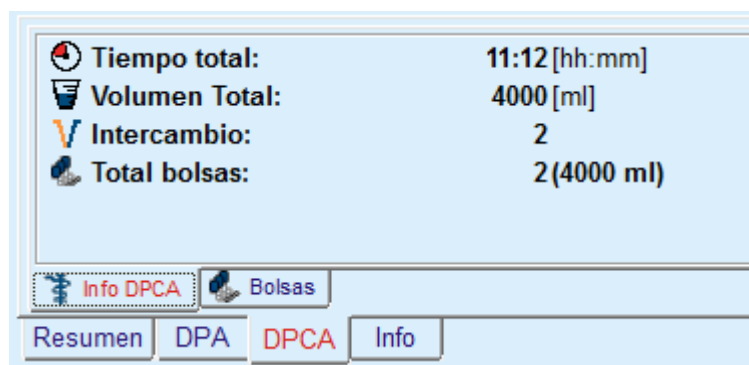 Tiempo total: 11:12 [hh:mm]
Volumen Total: 4000 [ml]
Intercambio: 2
Total bolsas: 2 (4000 ml)
Info DPCA Bolsas
Resumen DPA DPCA Info